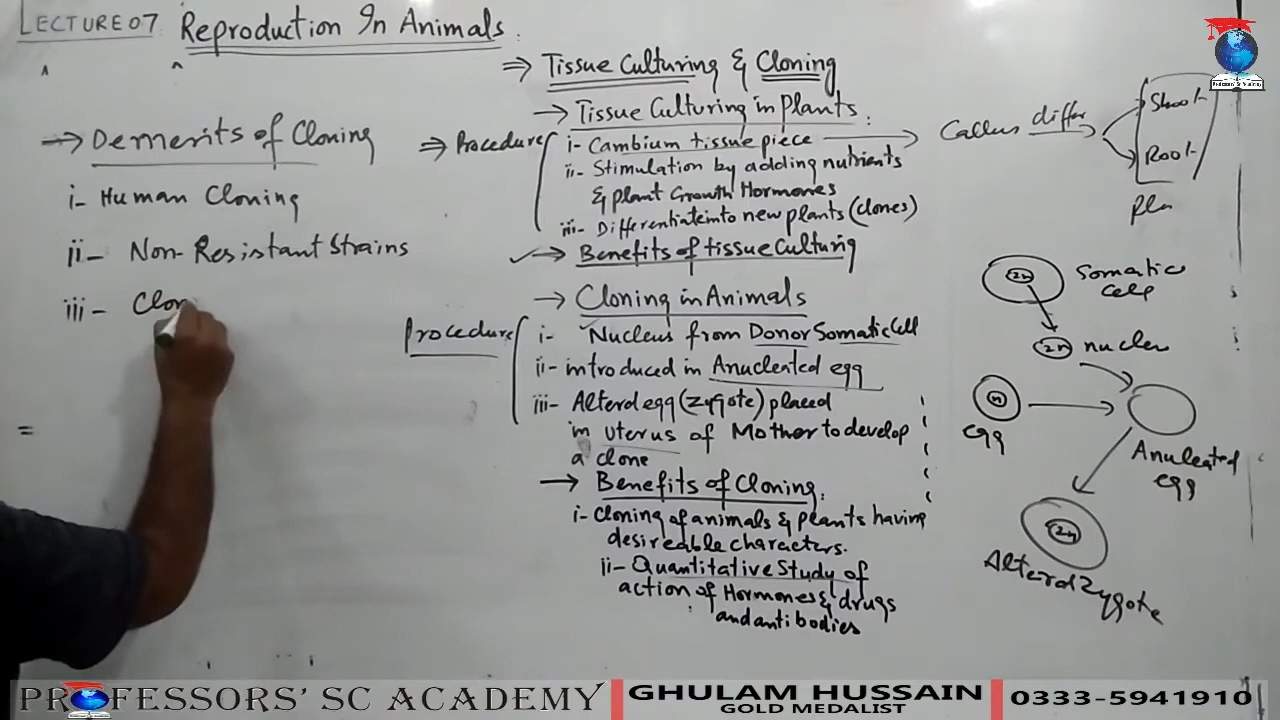 LECTURE 07 Reproduction In Animals.
→ Demerits of Cloning
i- Human Cloning
ii- Non-Resistant Strains
iii- Clon
=
⇒ Tissue Culturing & Cloning
→ Tissue Culturing in Plants.
⇒ Procedure
i- Cambium tissue piece
ii- Stimulation by adding nutrients
& plant Growth Hormones
iii- Differentiate into new plants (clones)
→ Benefits of tissue Culturing
→ Cloning in Animals
Procedure
i- Nucleus from Donor Somatic Cell
ii- introduced in Anucleated egg
iii- Alterd egg (Zygote) placed
in uterus of Mother to develop
a clone
→ Benefits of Cloning.
i- Cloning of animals & plants having
desireable characters.
ii- Quantitative Study of
action of Hormones & drugs
and antibodies
Callus differ
Shoot
Root
Pla
2n
Somatic
Cell
2n
n
egg
Anuleated
egg
2n
Alterd Zygote
PROFESSORS' SC ACADEMY
GHULAM HUSSAIN
GOLD MEDALIST
0333-5941910